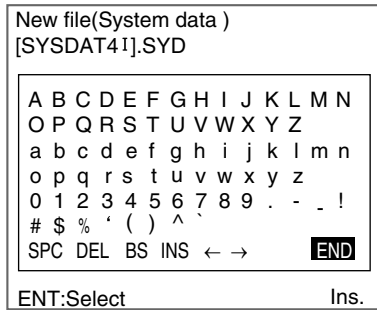 New file(System data )
[SYSDAT4I].SYD
A B C D E F G H I J K L M N
O P Q R S T U V W X Y Z
a b c d e f g h i j k l m n
o p q r s t u v w x y z
0 1 2 3 4 5 6 7 8 9 . - _ !
# $ % ‘ ( ) ^ `
SPC DEL BS INS ← → END
ENT:Select Ins.